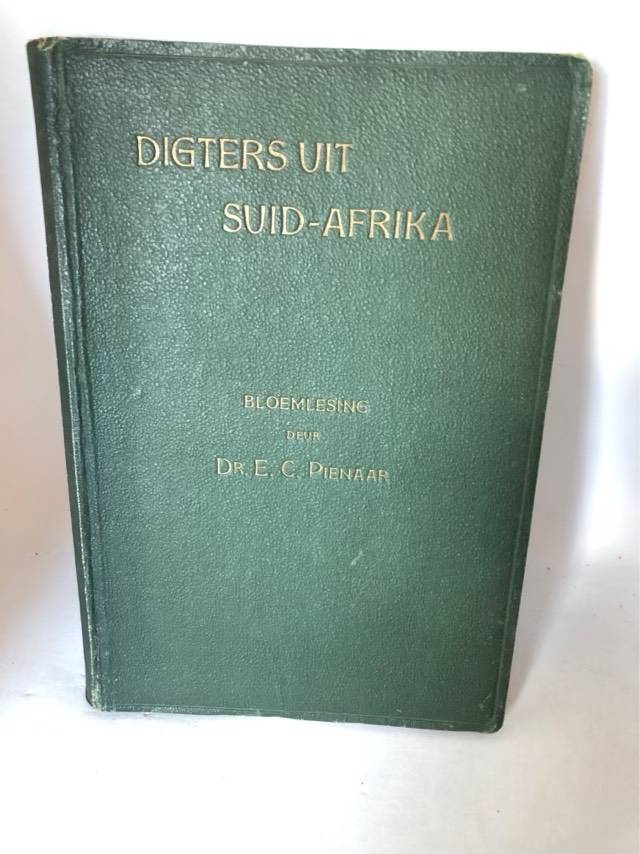 DIGTERS UIT
SUID-AFRIKA
BLOEMLESING
DEUR
DR. E. C. PIENAAR